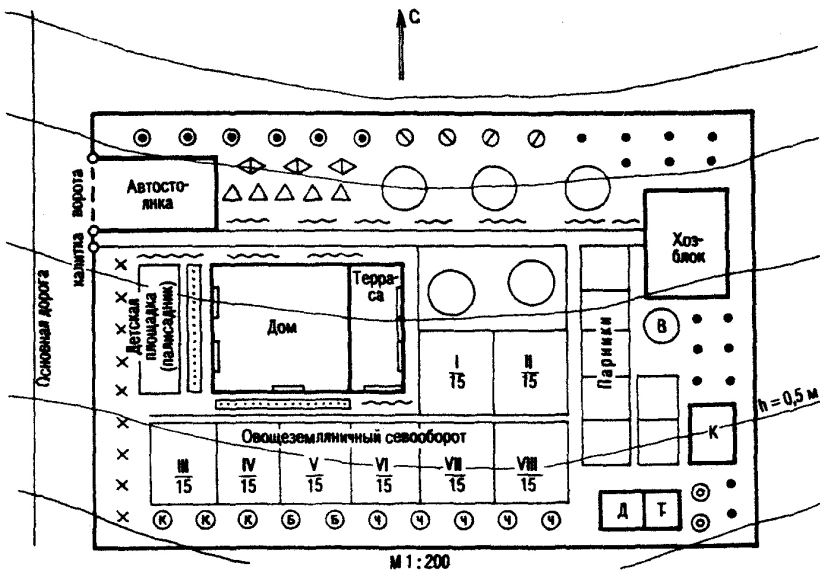 С.
Автосто-
янка
ворота
калитка
Основная дорога
Хоз-
блок
Терра-
са
Дом
Детская
площадка
(палисадник)
В
Парники
I
15
II
15
h = 0,5 м
К
Овощеземляничный севооборот
III
15
IV
15
V
15
VI
15
VII
15
VIII
15
К К К Б Б Ч Ч Ч Ч Ч
Д Т
М 1 : 200